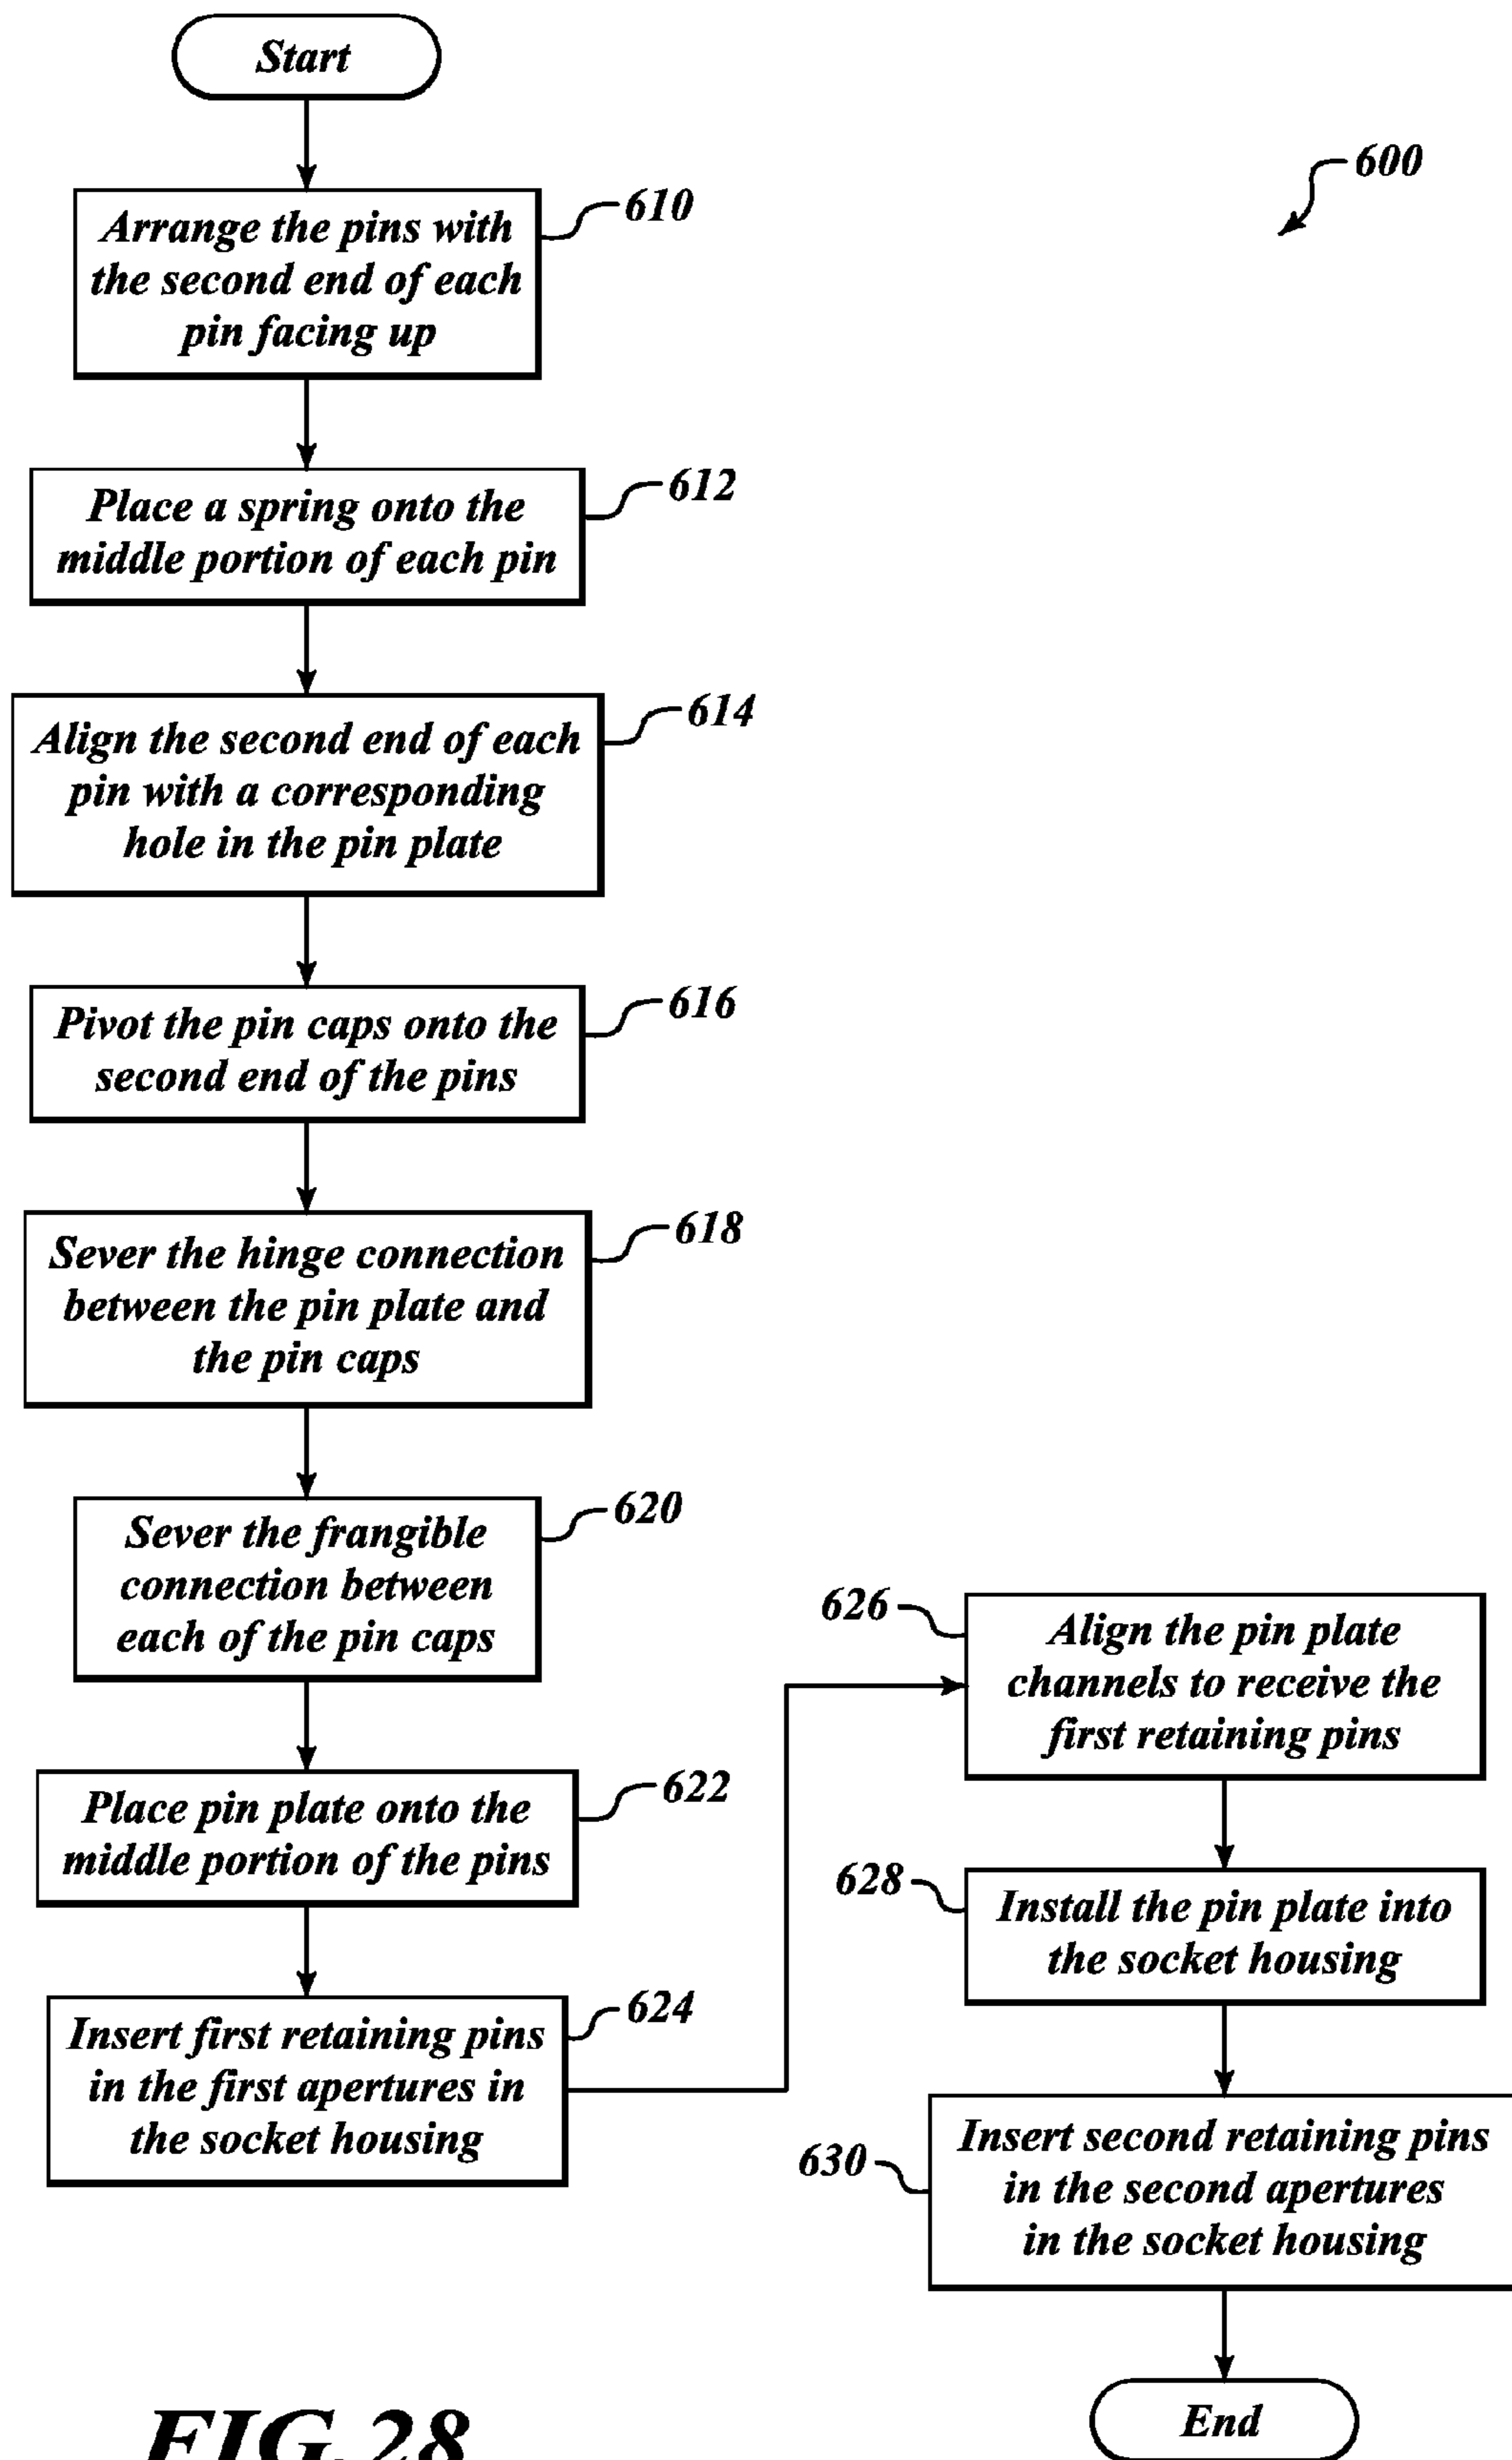 Start
600
610
Arrange the pins with
the second end of each
pin facing up
612
Place a spring onto the
middle portion of each pin
614
Align the second end of each
pin with a corresponding
hole in the pin plate
616
Pivot the pin caps onto the
second end of the pins
618
Sever the hinge connection
between the pin plate and
the pin caps
620
Sever the frangible
connection between
each of the pin caps
622
Place pin plate onto the
middle portion of the pins
624
Insert first retaining pins
in the first apertures in
the socket housing
626
Align the pin plate
channels to receive the
first retaining pins
628
Install the pin plate into
the socket housing
630
Insert second retaining pins
in the second apertures
in the socket housing
End
FIG. 28